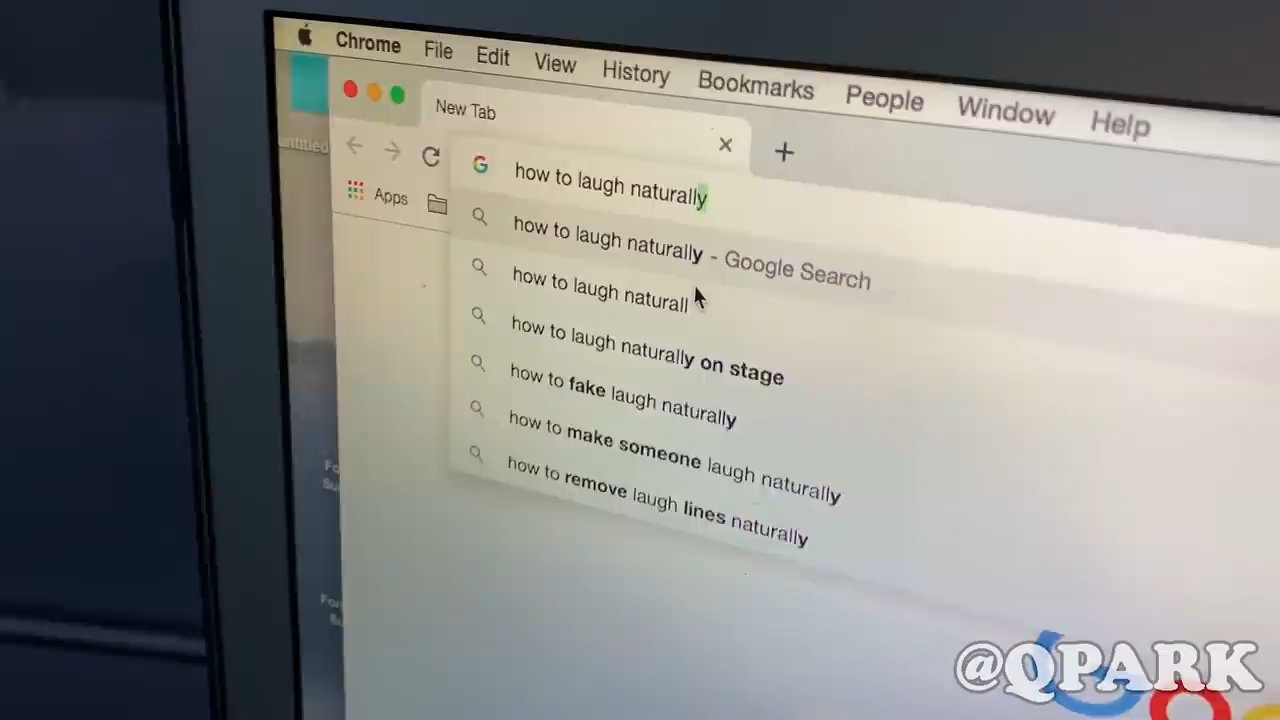 Chrome File Edit View History Bookmarks People Window Help
New Tab
untitled
how to laugh naturally
Apps
how to laugh naturally - Google Search
how to laugh naturall
how to laugh naturally on stage
how to fake laugh naturally
how to make someone laugh naturally
how to remove laugh lines naturally
@QPARK